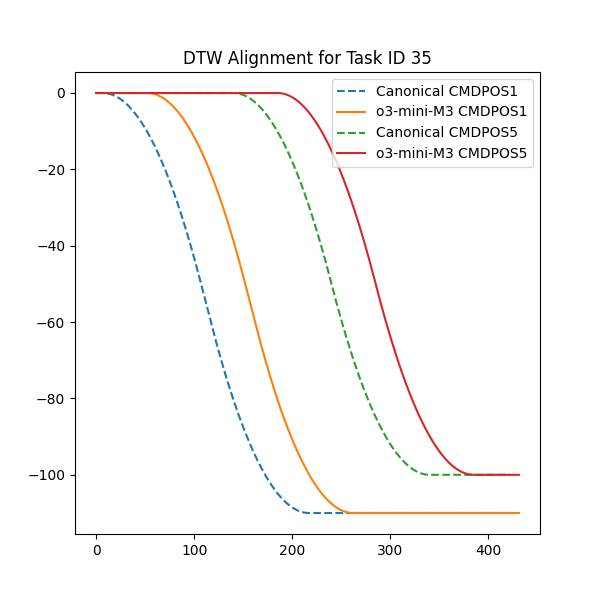 DTW Alignment for Task ID 35
Canonical CMDPOS1
o3-mini-M3 CMDPOS1
Canonical CMDPOS5
o3-mini-M3 CMDPOS5
0
−20
−40
−60
−80
−100
0 100 200 300 400